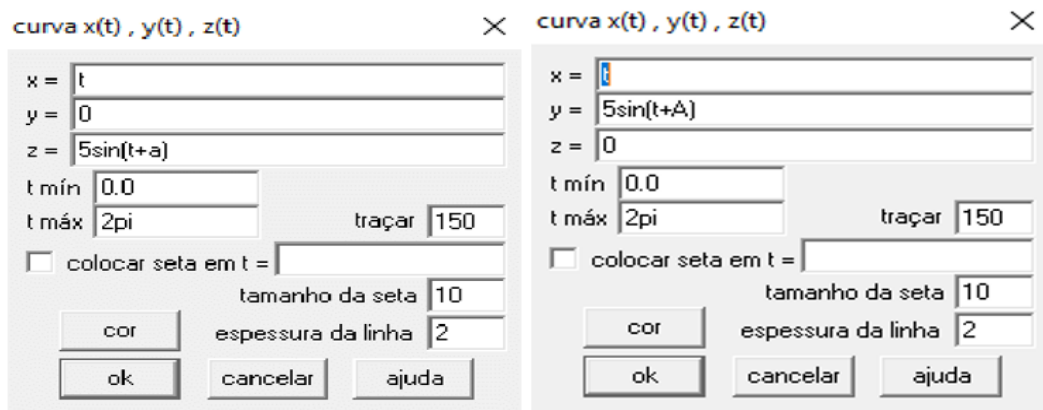 curva x(t) , y(t) , z(t)
x = t
y = 0
z = 5sin(t+a)
t mín 0.0
t máx 2pi traçar 150
colocar seta em t =
tamanho da seta 10
cor espessura da linha 2
ok cancelar ajuda
curva x(t) , y(t) , z(t)
x = t
y = 5sin(t+A)
z = 0
t mín 0.0
t máx 2pi traçar 150
colocar seta em t =
tamanho da seta 10
cor espessura da linha 2
ok cancelar ajuda